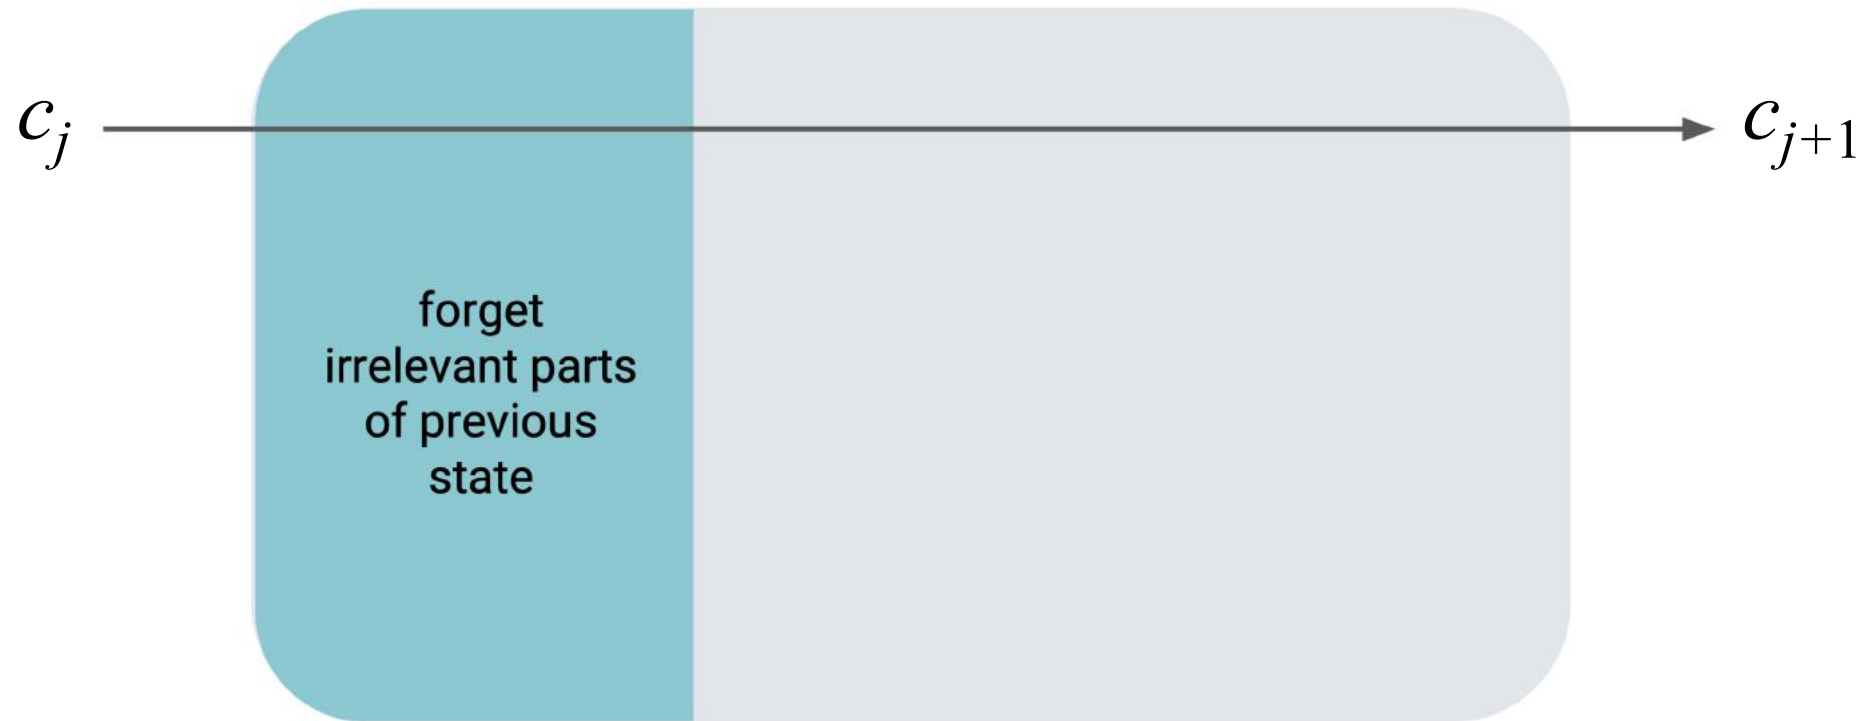 c_j
c_{j+1}
forget
irrelevant parts
of previous
state